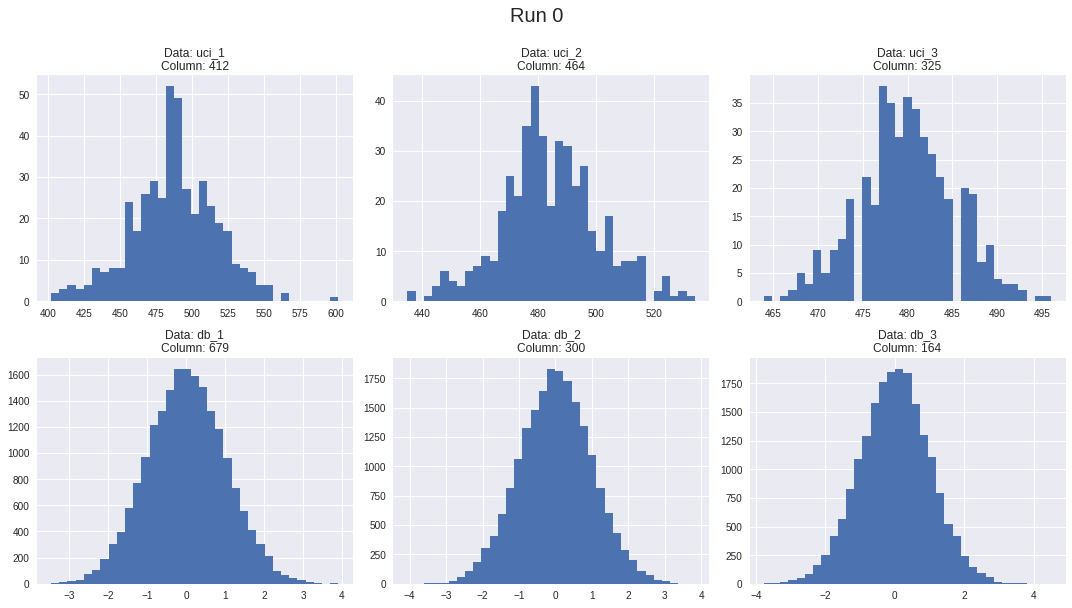 Run 0
Data: uci_1
Column: 412
Data: uci_2
Column: 464
Data: uci_3
Column: 325
50
40
30
20
10
0
400 425 450 475 500 525 550 575 600
40
30
20
10
0
440 460 480 500 520
35
30
25
20
15
10
5
0
465 470 475 480 485 490 495
Data: db_1
Column: 679
Data: db_2
Column: 300
Data: db_3
Column: 164
1600
1400
1200
1000
800
600
400
200
0
−3 −2 −1 0 1 2 3 4
1750
1500
1250
1000
750
500
250
0
−4 −3 −2 −1 0 1 2 3 4
1750
1500
1250
1000
750
500
250
0
−4 −2 0 2 4